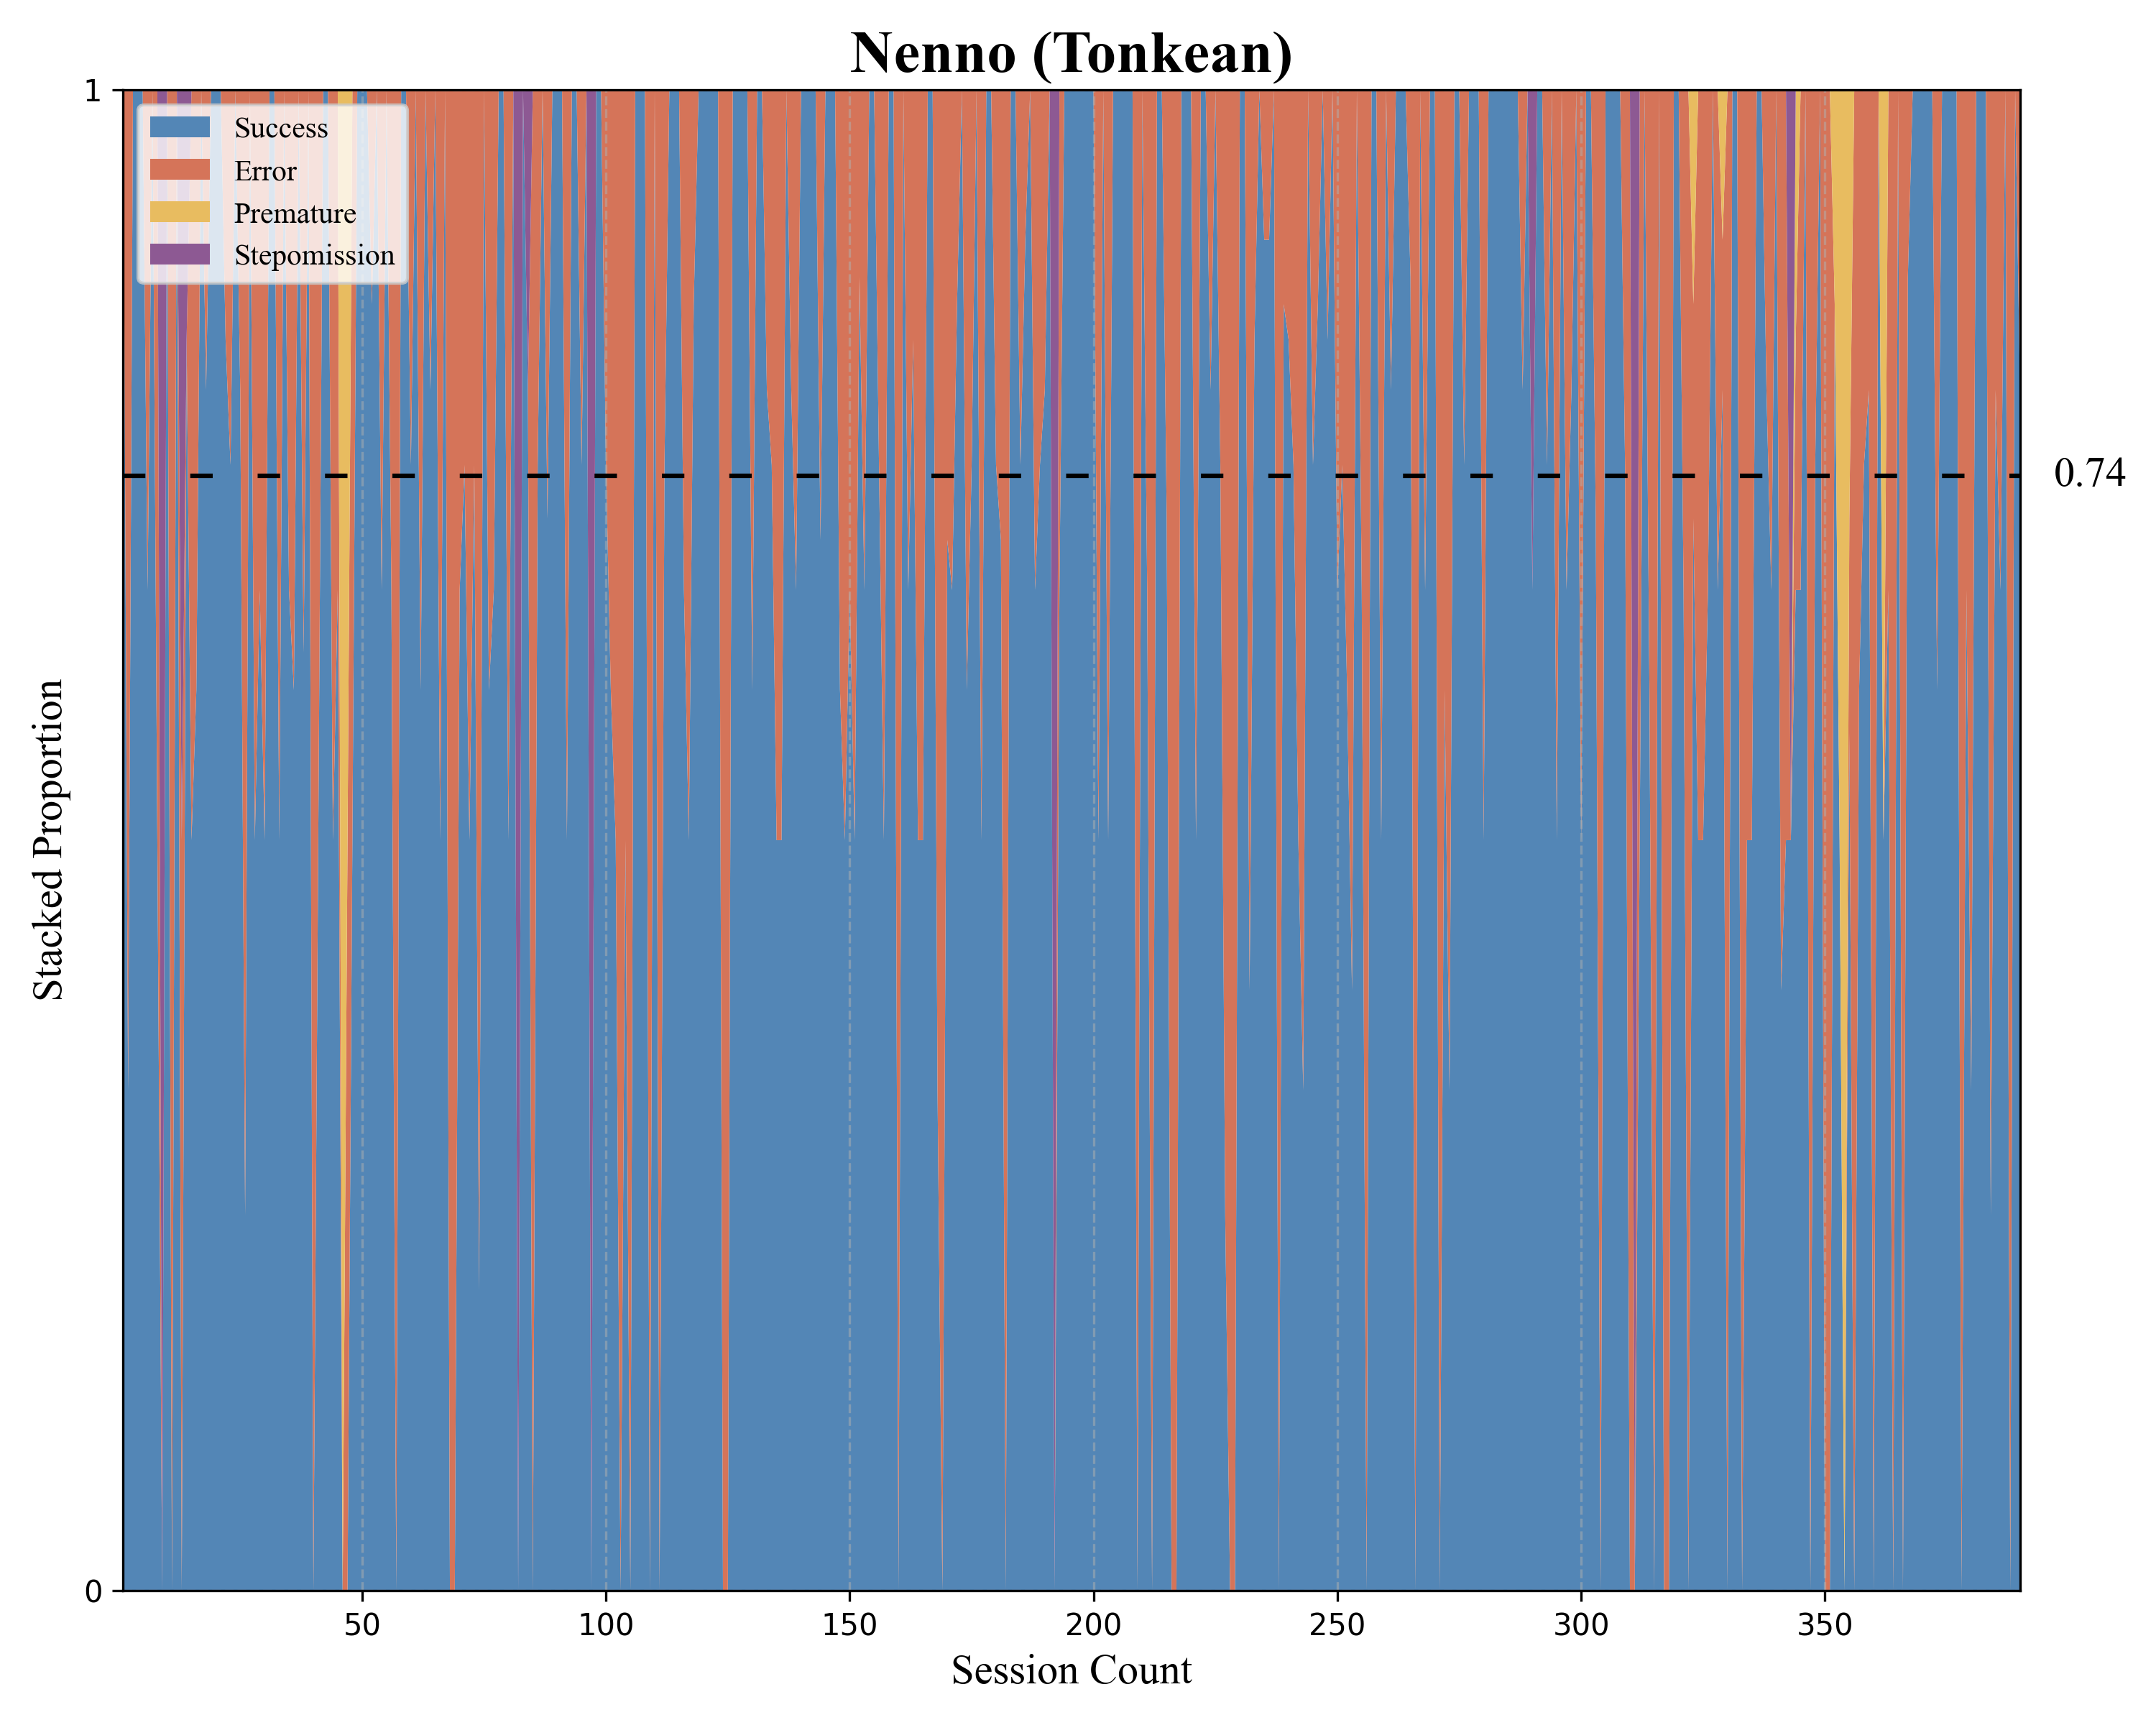 Nenno (Tonkean)
1
Success
Error
Premature
Stepomission
0.74
Stacked Proportion
0
50 100 150 200 250 300 350
Session Count